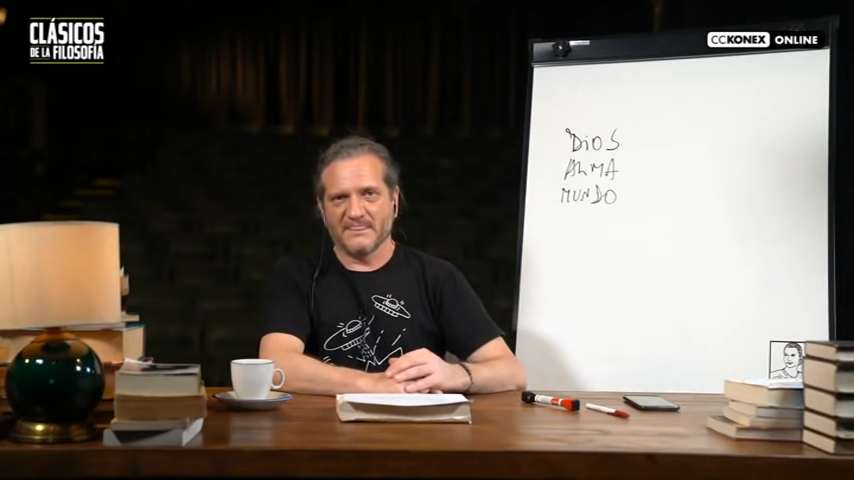 CLÁSICOS
DE LA FILOSOFÍA
CCKONEX ONLINE
DIOS
ALMA
MUNDO